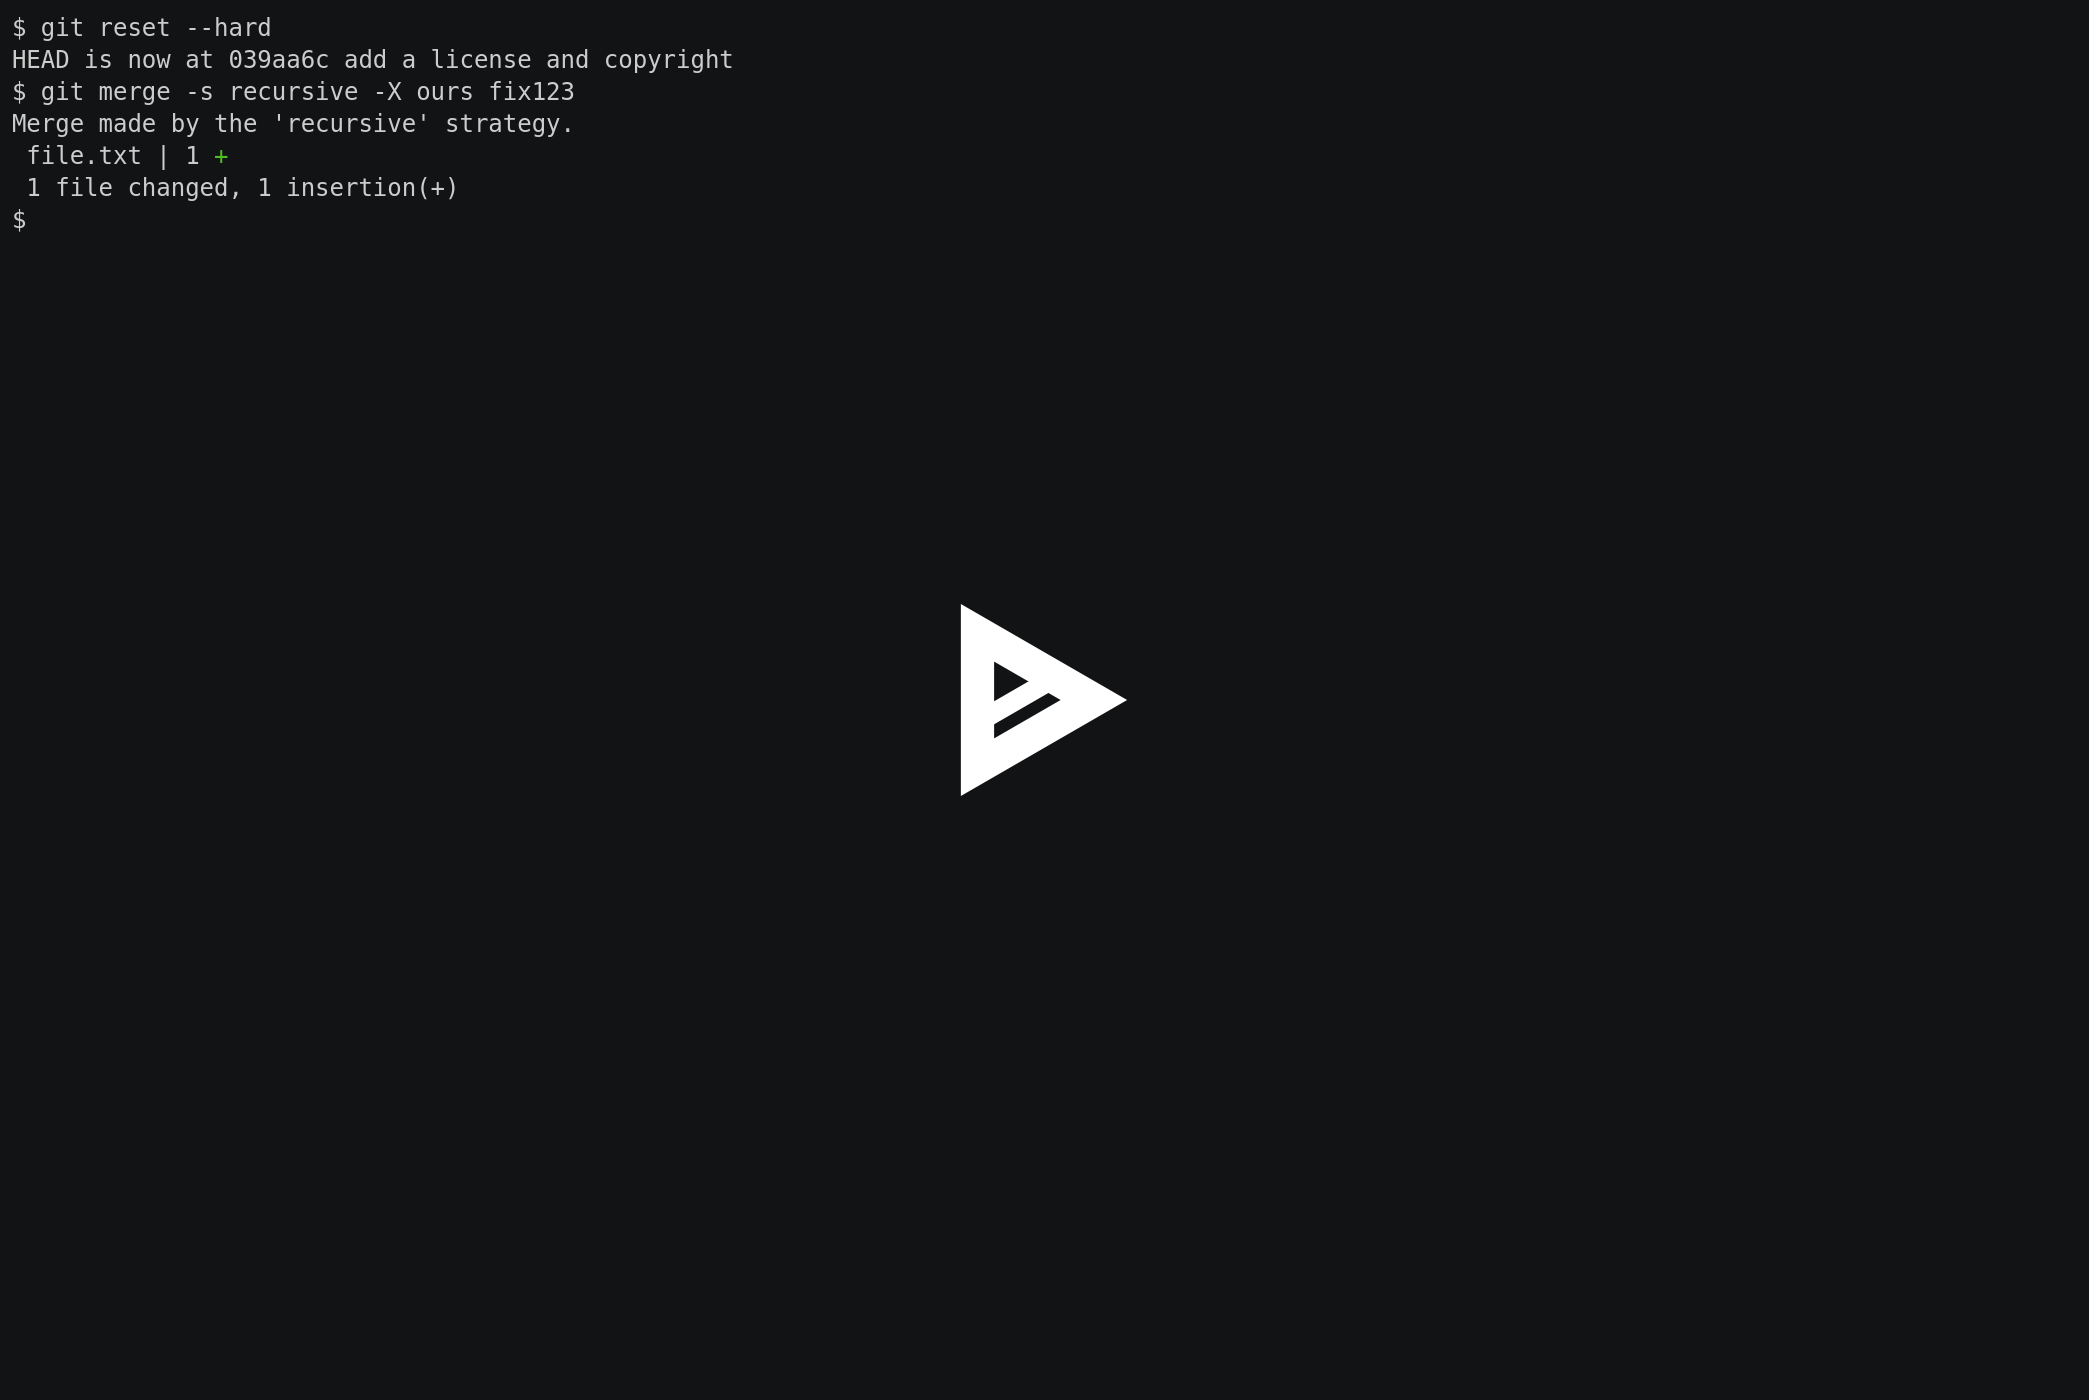 $ git reset --hard
HEAD is now at 039aa6c add a license and copyright
$ git merge -s recursive -X ours fix123
Merge made by the 'recursive' strategy.
 file.txt | 1 +
 1 file changed, 1 insertion(+)
$